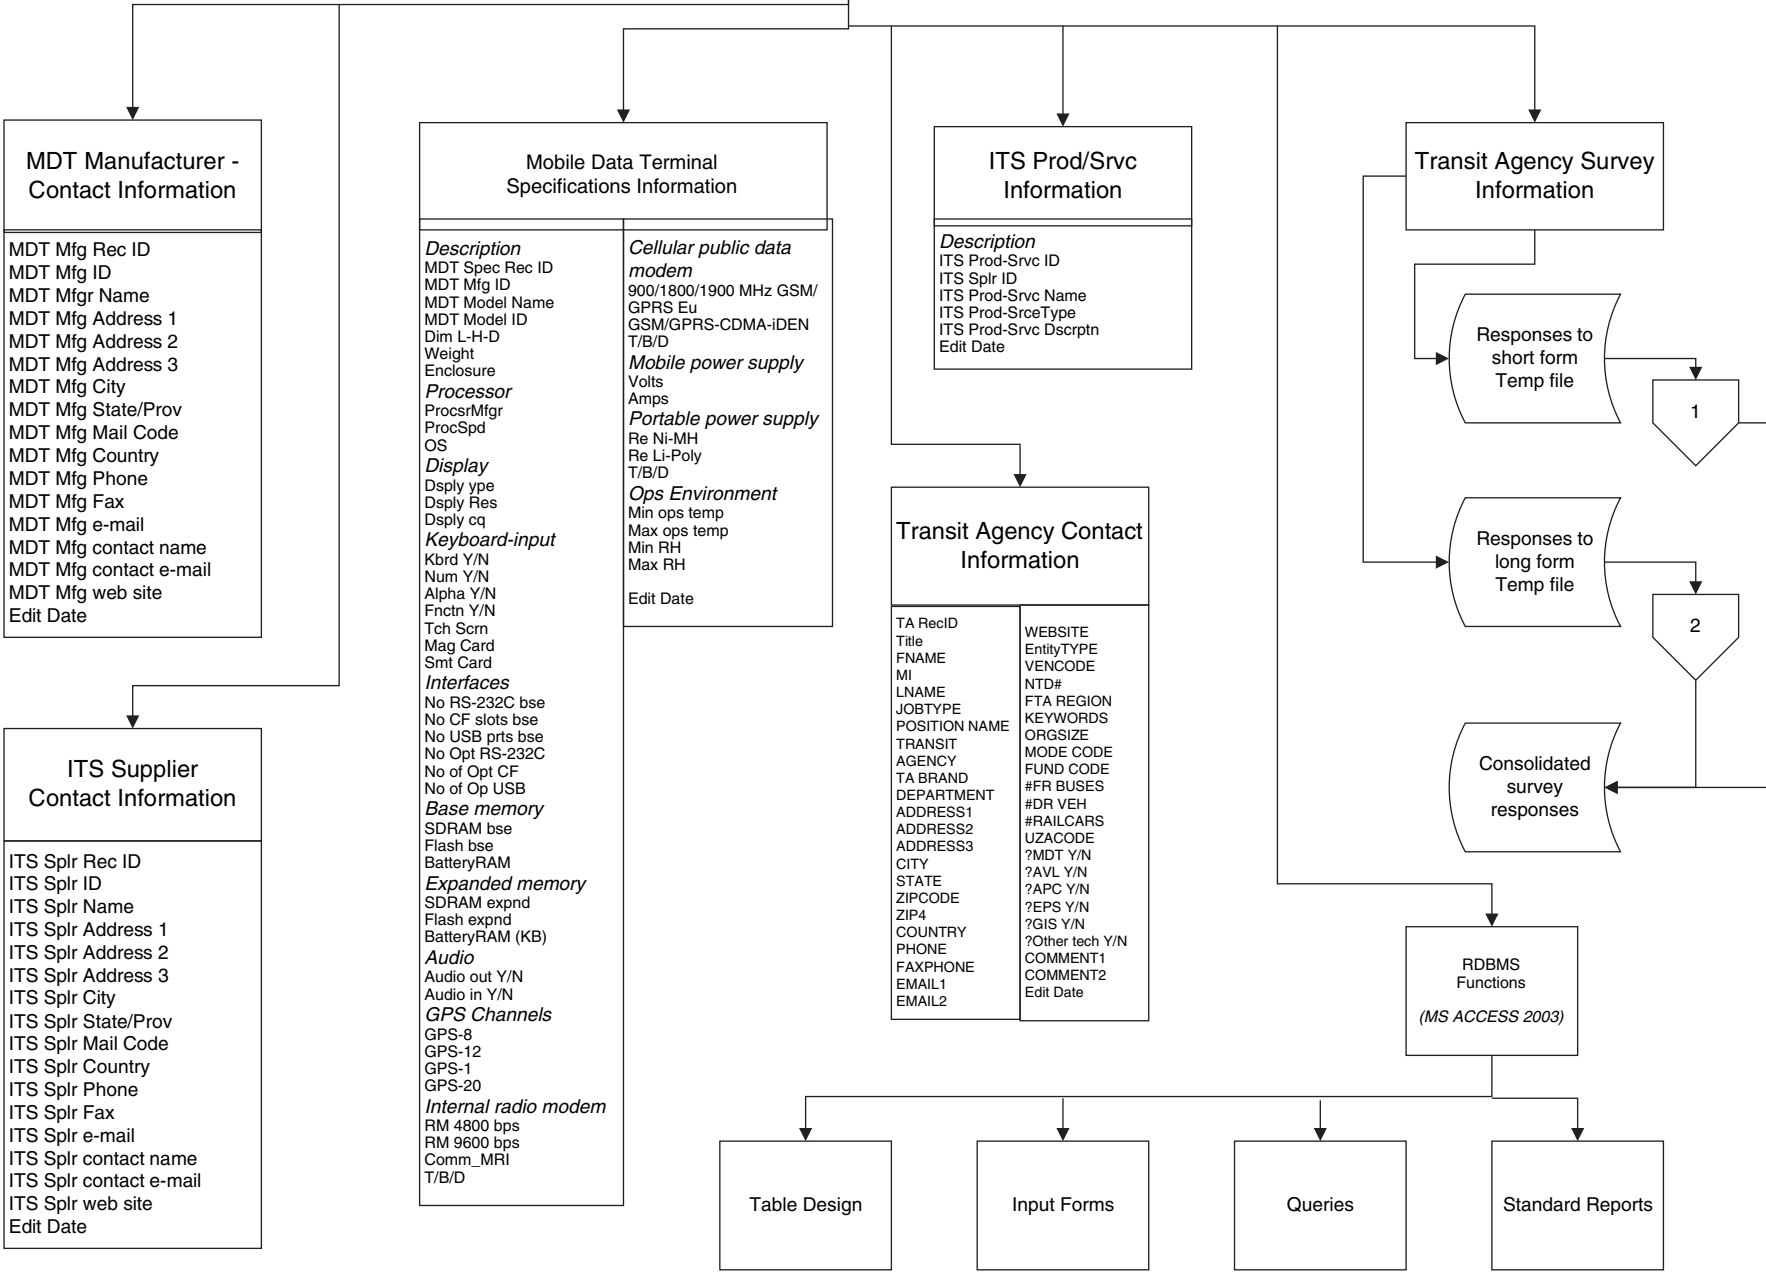 MDT Manufacturer -
Contact Information
MDT Mfg Rec ID
MDT Mfg ID
MDT Mfgr Name
MDT Mfg Address 1
MDT Mfg Address 2
MDT Mfg Address 3
MDT Mfg City
MDT Mfg State/Prov
MDT Mfg Mail Code
MDT Mfg Country
MDT Mfg Phone
MDT Mfg Fax
MDT Mfg e-mail
MDT Mfg contact name
MDT Mfg contact e-mail
MDT Mfg web site
Edit Date
ITS Supplier
Contact Information
ITS Splr Rec ID
ITS Splr ID
ITS Splr Name
ITS Splr Address 1
ITS Splr Address 2
ITS Splr Address 3
ITS Splr City
ITS Splr State/Prov
ITS Splr Mail Code
ITS Splr Country
ITS Splr Phone
ITS Splr Fax
ITS Splr e-mail
ITS Splr contact name
ITS Splr contact e-mail
ITS Splr web site
Edit Date
Mobile Data Terminal
Specifications Information
Description
MDT Spec Rec ID
MDT Mfg ID
MDT Model Name
MDT Model ID
Dim L-H-D
Weight
Enclosure
Processor
ProcsrMfgr
ProcSpd
OS
Display
Dsply ype
Dsply Res
Dsply cq
Keyboard-input
Kbrd Y/N
Num Y/N
Alpha Y/N
Fnctn Y/N
Tch Scrn
Mag Card
Smt Card
Interfaces
No RS-232C bse
No CF slots bse
No USB prts bse
No Opt RS-232C
No of Opt CF
No of Op USB
Base memory
SDRAM bse
Flash bse
BatteryRAM
Expanded memory
SDRAM expnd
Flash expnd
BatteryRAM (KB)
Audio
Audio out Y/N
Audio in Y/N
GPS Channels
GPS-8
GPS-12
GPS-1
GPS-20
Internal radio modem
RM 4800 bps
RM 9600 bps
Comm_MRI
T/B/D
Cellular public data
modem
900/1800/1900 MHz GSM/
GPRS Eu
GSM/GPRS-CDMA-iDEN
T/B/D
Mobile power supply
Volts
Amps
Portable power supply
Re Ni-MH
Re Li-Poly
T/B/D
Ops Environment
Min ops temp
Max ops temp
Min RH
Max RH
Edit Date
ITS Prod/Srvc
Information
Description
ITS Prod-Srvc ID
ITS Splr ID
ITS Prod-Srvc Name
ITS Prod-SrceType
ITS Prod-Srvc Dscrptn
Edit Date
Transit Agency Contact
Information
TA RecID
Title
FNAME
MI
LNAME
JOBTYPE
POSITION NAME
TRANSIT
AGENCY
TA BRAND
DEPARTMENT
ADDRESS1
ADDRESS2
ADDRESS3
CITY
STATE
ZIPCODE
ZIP4
COUNTRY
PHONE
FAXPHONE
EMAIL1
EMAIL2
WEBSITE
EntityTYPE
VENCODE
NTD#
FTA REGION
KEYWORDS
ORGSIZE
MODE CODE
FUND CODE
#FR BUSES
#DR VEH
#RAILCARS
UZACODE
?MDT Y/N
?AVL Y/N
?APC Y/N
?EPS Y/N
?GIS Y/N
?Other tech Y/N
COMMENT1
COMMENT2
Edit Date
Transit Agency Survey
Information
Responses to
short form
Temp file
1
Responses to
long form
Temp file
2
Consolidated
survey
responses
RDBMS
Functions
(MS ACCESS 2003)
Table Design
Input Forms
Queries
Standard Reports